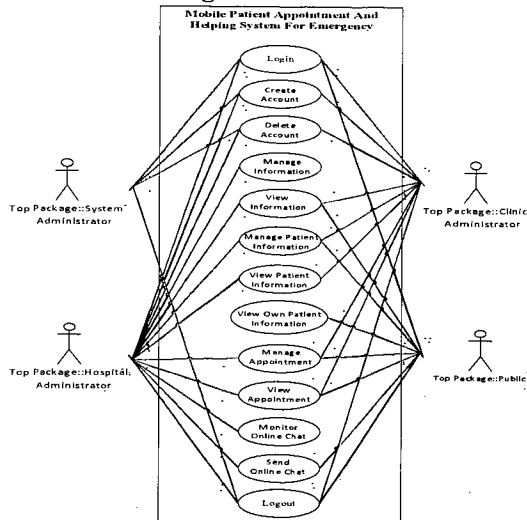 Mobile Patient Appointment And
Helping System For Emergency
Login
Create
Account
Delete
Account
Manage
Information
View
Information
Manage Patient
Information
View Patient
Information
View Own Patient
Information
Manage
Appointment
View
Appointment
Monitor
Online Chat
Send
Online Chat
Logout
Top Package::System
Administrator
Top Package::Hospital
Administrator
Top Package::Clinic
Administrator
Top Package::Public